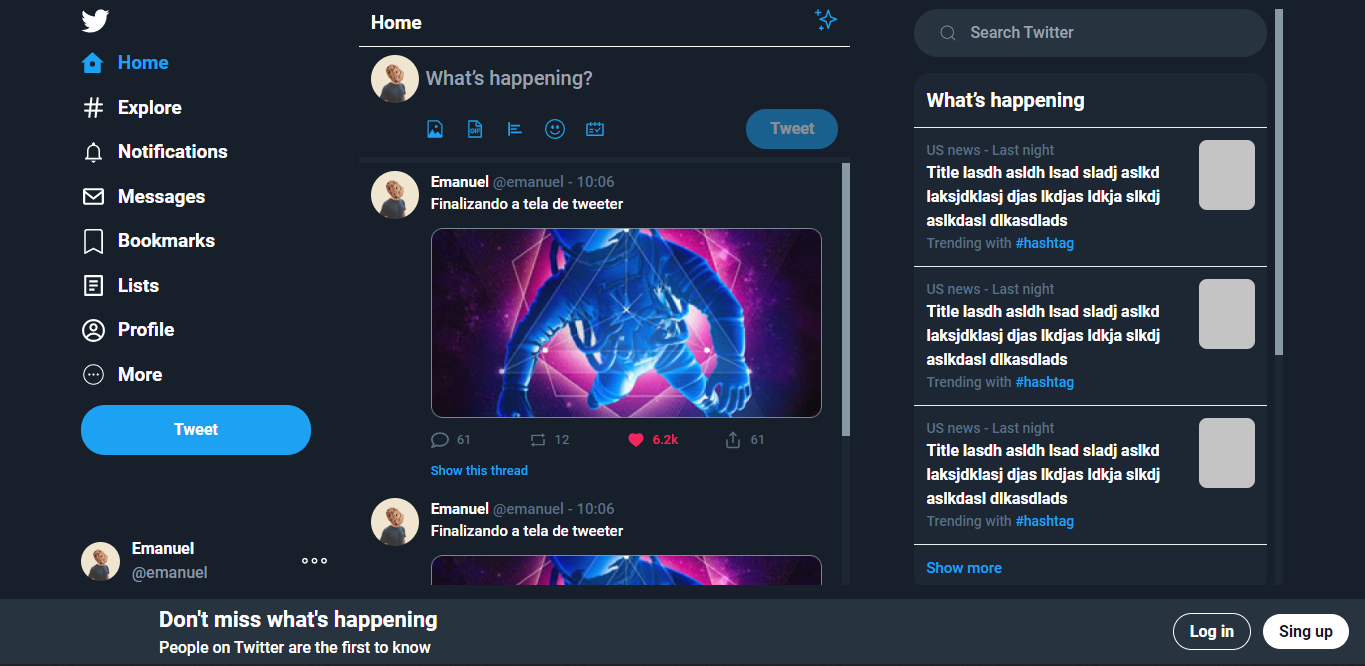 Home
Explore
Notifications
Messages
Bookmarks
Lists
Profile
More
Tweet
Emanuel
@emanuel
Home
What’s happening?
GIF
Tweet
Emanuel @emanuel - 10:06
Finalizando a tela de tweeter
61 12 6.2k 61
Show this thread
Emanuel @emanuel - 10:06
Finalizando a tela de tweeter
Search Twitter
What’s happening
US news - Last night
Title lasdh asldh lsad sladj aslkd
laksjdklasj djas lkdjas ldkja slkdj
aslkdasl dlkasdlads
Trending with #hashtag
US news - Last night
Title lasdh asldh lsad sladj aslkd
laksjdklasj djas lkdjas ldkja slkdj
aslkdasl dlkasdlads
Trending with #hashtag
US news - Last night
Title lasdh asldh lsad sladj aslkd
laksjdklasj djas lkdjas ldkja slkdj
aslkdasl dlkasdlads
Trending with #hashtag
Show more
Don't miss what's happening
People on Twitter are the first to know
Log in
Sing up